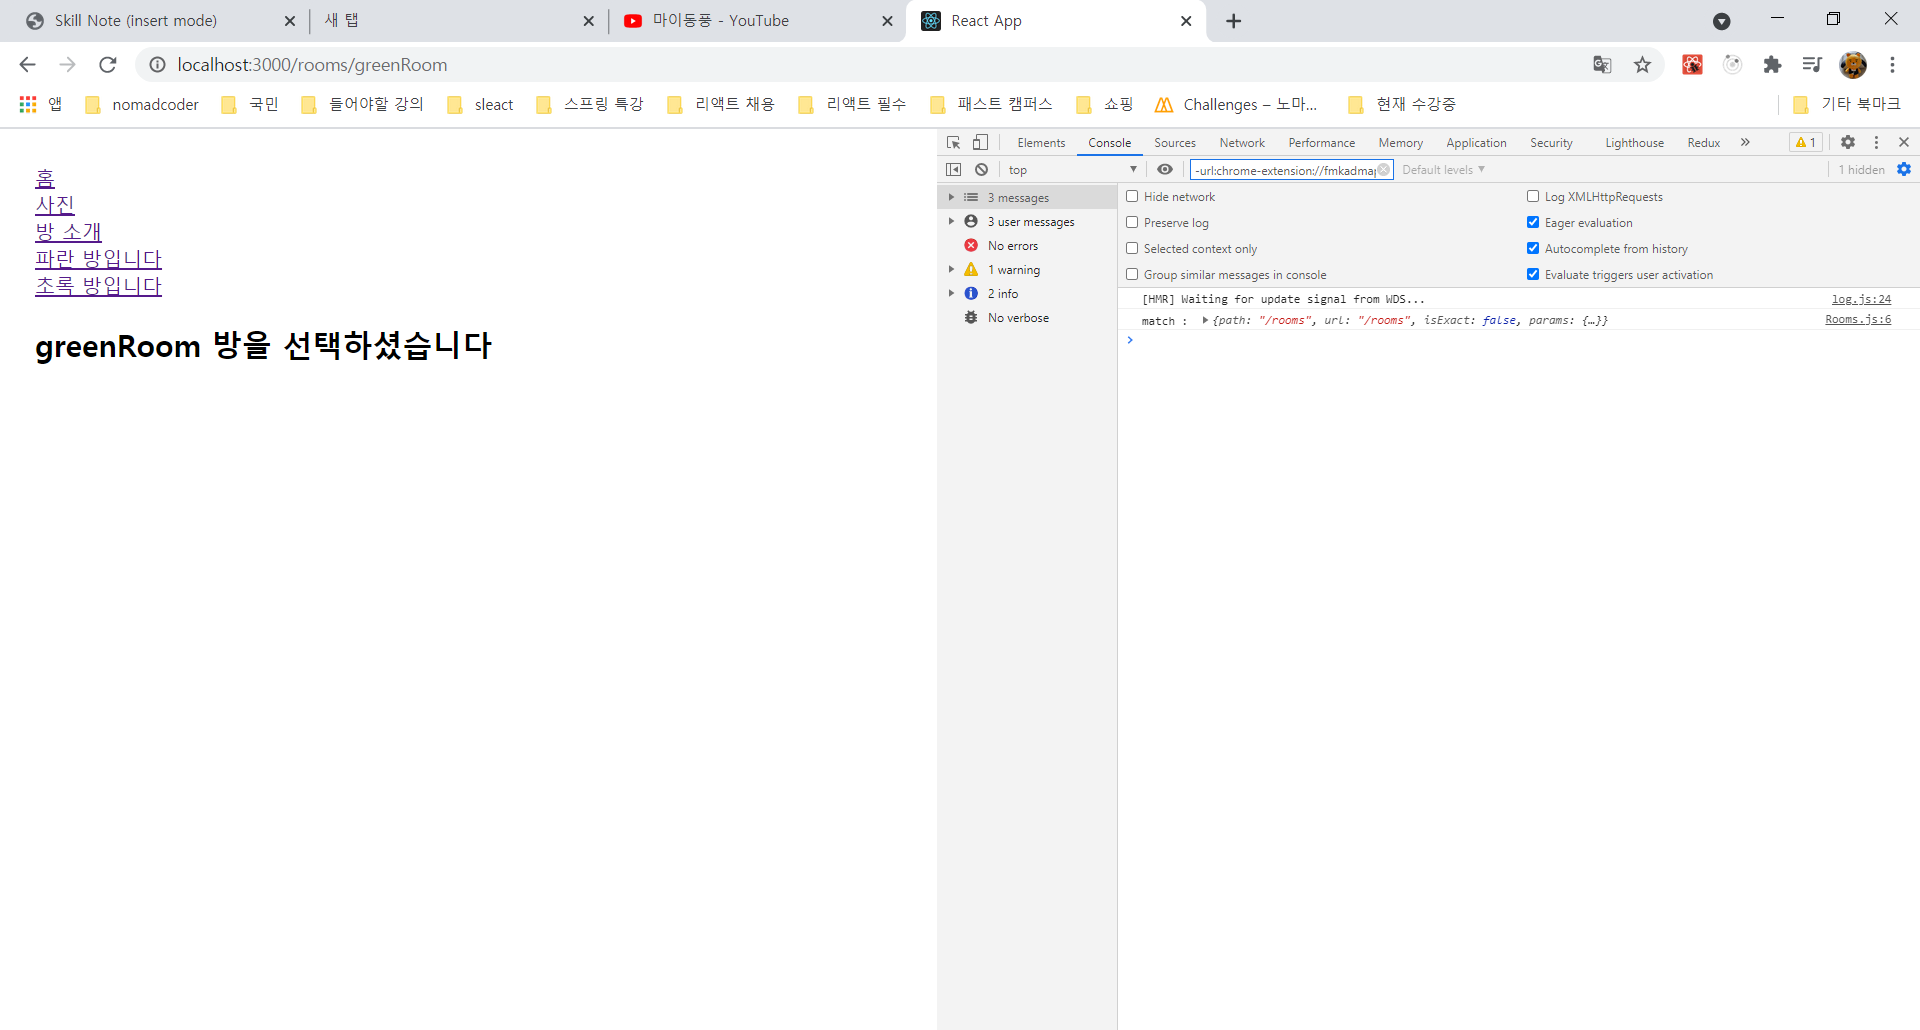 Skill Note (insert mode)
새 탭
마이동풍 - YouTube
React App
localhost:3000/rooms/greenRoom
앱
nomadcoder
국민
들어야할 강의
sleact
스프링 특강
리액트 채용
리액트 필수
패스트 캠퍼스
쇼핑
Challenges – 노마...
현재 수강중
기타 북마크
홈
사진
방 소개
파란 방입니다
초록 방입니다
greenRoom 방을 선택하셨습니다
Elements Console Sources Network Performance Memory Application Security Lighthouse Redux » 1
top
-url:chrome-extension://fmkadmap
Default levels
1 hidden
3 messages
3 user messages
No errors
1 warning
2 info
No verbose
Hide network
Log XMLHttpRequests
Preserve log
Eager evaluation
Selected context only
Autocomplete from history
Group similar messages in console
Evaluate triggers user activation
[HMR] Waiting for update signal from WDS... log.js:24
match : {path: "/rooms", url: "/rooms", isExact: false, params: {…}} Rooms.js:6